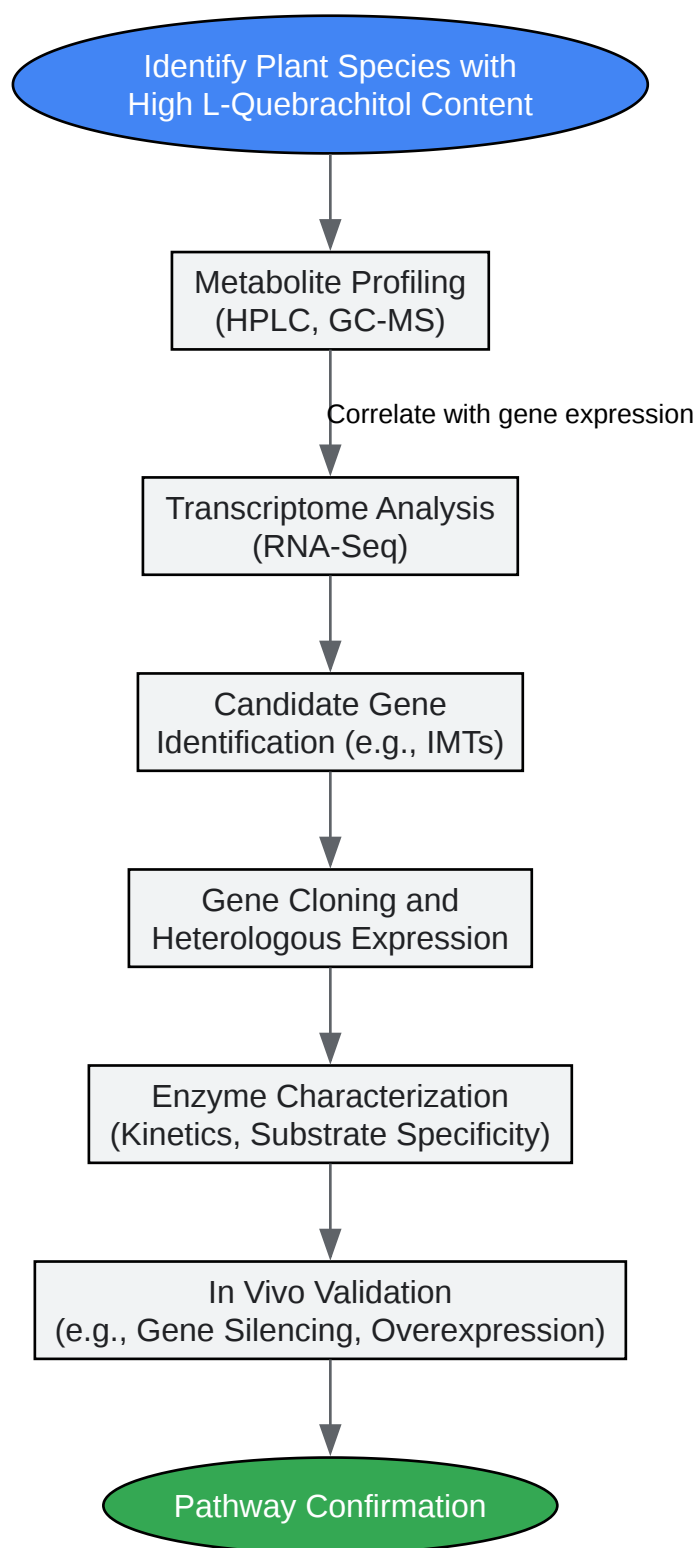 Identify Plant Species with
High L-Quebrachitol Content
Metabolite Profiling
(HPLC, GC-MS)
Correlate with gene expression
Transcriptome Analysis
(RNA-Seq)
Candidate Gene
Identification (e.g., IMTs)
Gene Cloning and
Heterologous Expression
Enzyme Characterization
(Kinetics, Substrate Specificity)
In Vivo Validation
(e.g., Gene Silencing, Overexpression)
Pathway Confirmation